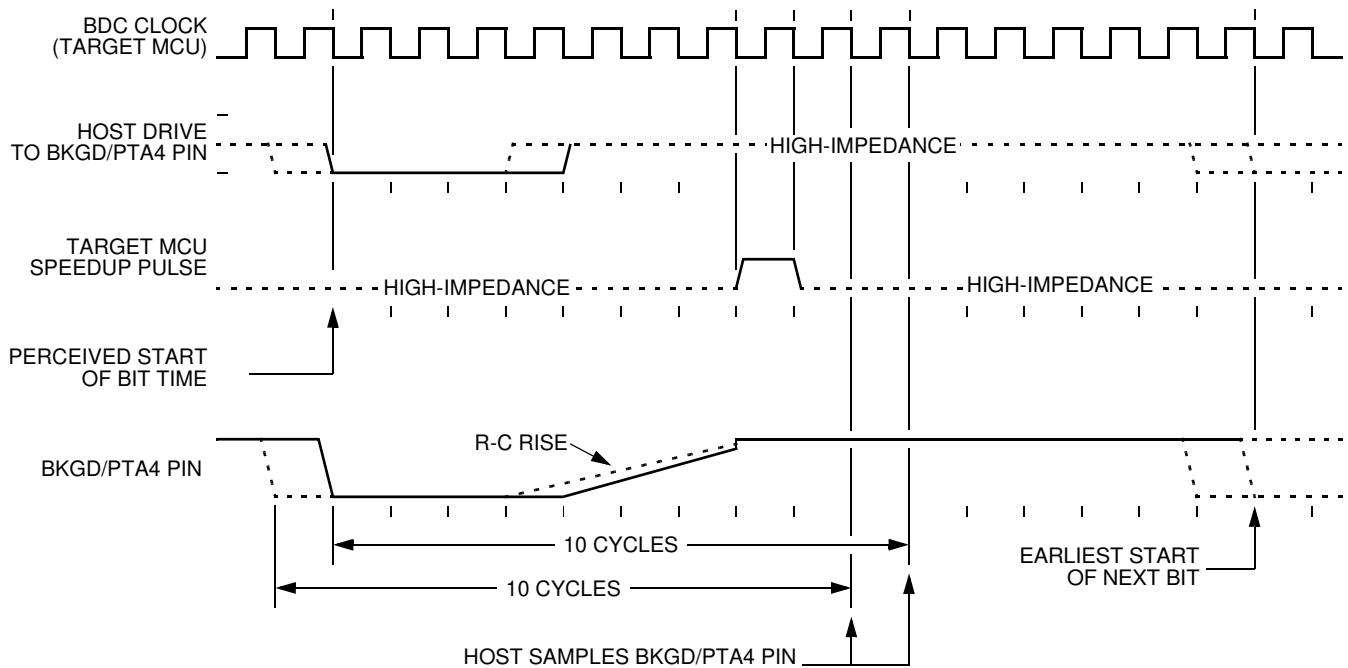 BDC CLOCK
(TARGET MCU)
HOST DRIVE
TO BKGD/PTA4 PIN
HIGH-IMPEDANCE
TARGET MCU
SPEEDUP PULSE
HIGH-IMPEDANCE
HIGH-IMPEDANCE
PERCEIVED START
OF BIT TIME
R-C RISE
BKGD/PTA4 PIN
10 CYCLES
EARLIEST START
OF NEXT BIT
10 CYCLES
HOST SAMPLES BKGD/PTA4 PIN